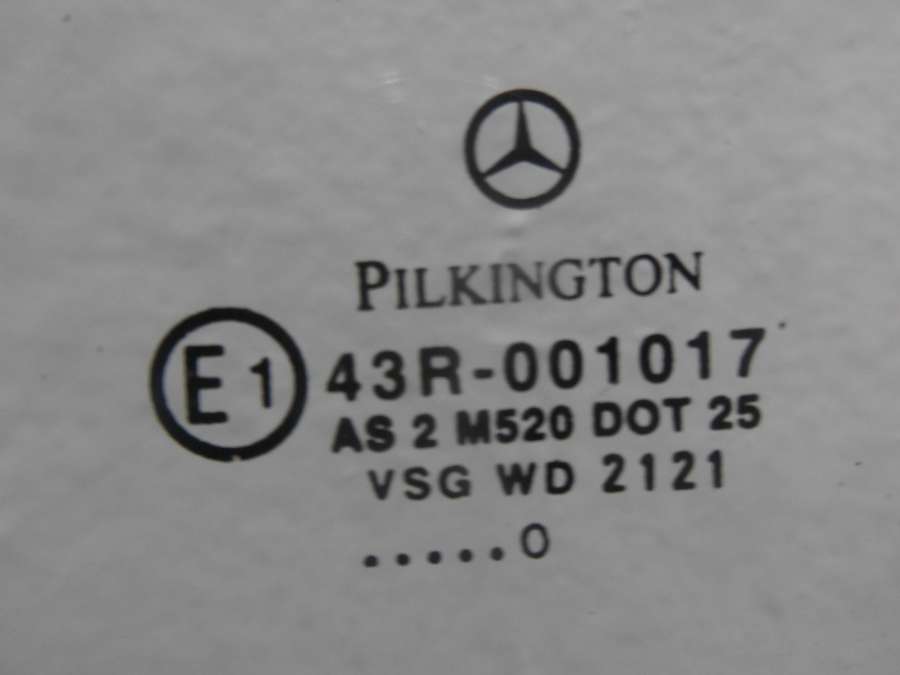 PILKINGTON
E1 43R-001017
AS 2 M520 DOT 25
VSG WD 2121
.....0